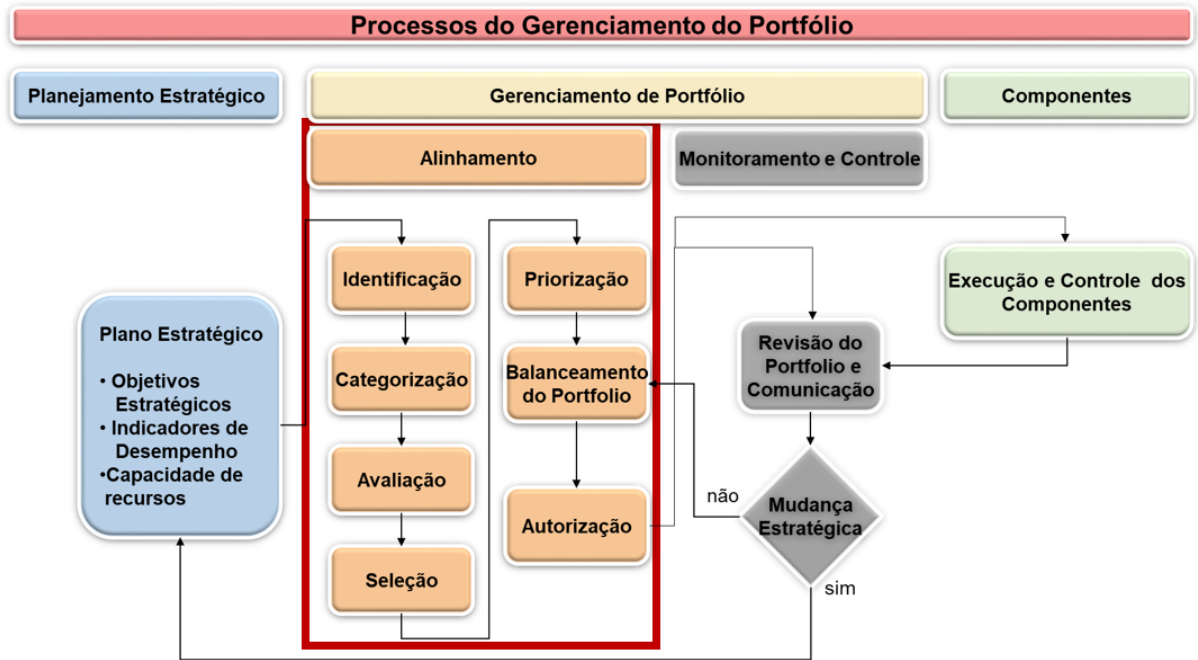 Processos do Gerenciamento do Portfólio
Planejamento Estratégico
Gerenciamento de Portfólio
Componentes
Alinhamento
Monitoramento e Controle
Plano Estratégico
• Objetivos
Estratégicos
• Indicadores de
Desempenho
•Capacidade de
recursos
Identificação
Categorização
Avaliação
Seleção
Priorização
Balanceamento
do Portfolio
Autorização
Revisão do
Portfolio e
Comunicação
Mudança
Estratégica
não
sim
Execução e Controle dos
Componentes